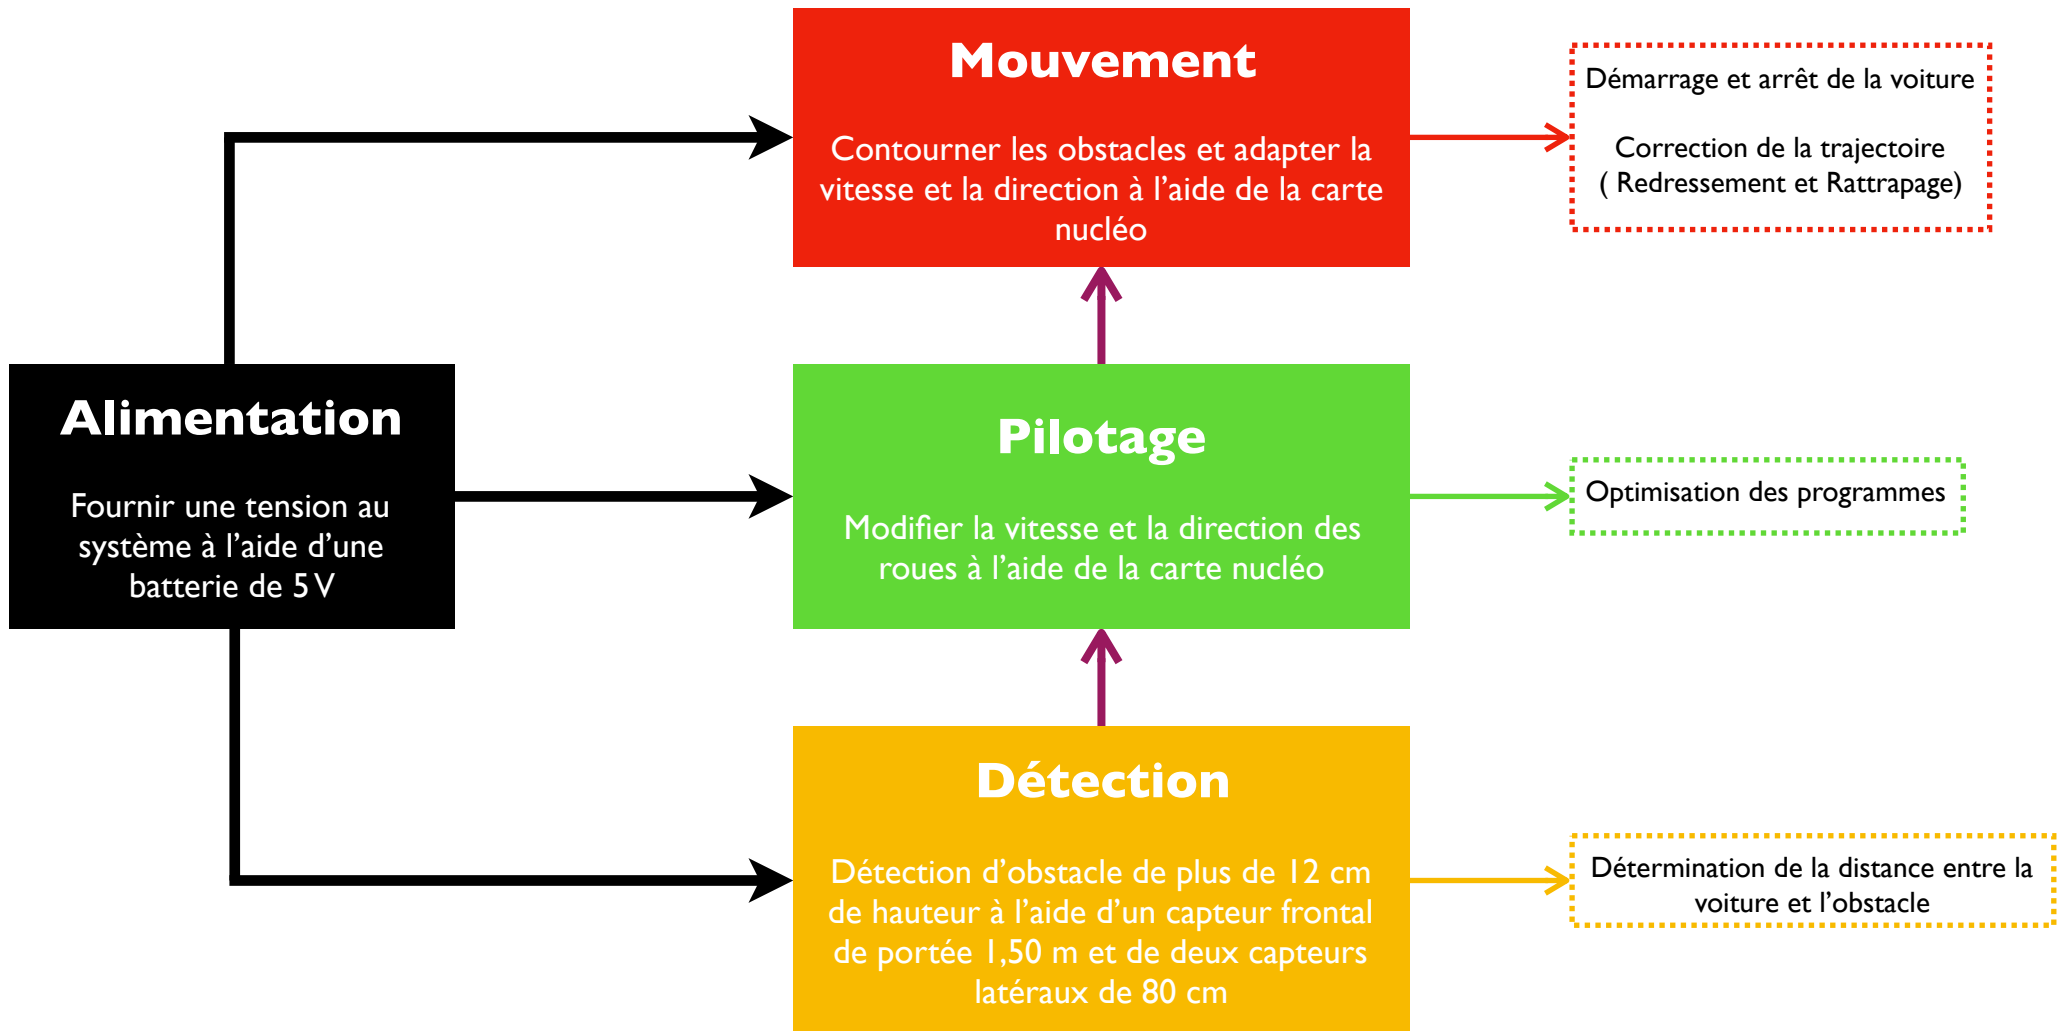 Mouvement
Contourner les obstacles et adapter la
vitesse et la direction à l’aide de la carte
nucléo
Démarrage et arrêt de la voiture
Correction de la trajectoire
( Redressement et Rattrapage)
Alimentation
Fournir une tension au
système à l’aide d’une
batterie de 5 V
Pilotage
Modifier la vitesse et la direction des
roues à l’aide de la carte nucléo
Optimisation des programmes
Détection
Détection d’obstacle de plus de 12 cm
de hauteur à l’aide d’un capteur frontal
de portée 1,50 m et de deux capteurs
latéraux de 80 cm
Détermination de la distance entre la
voiture et l’obstacle